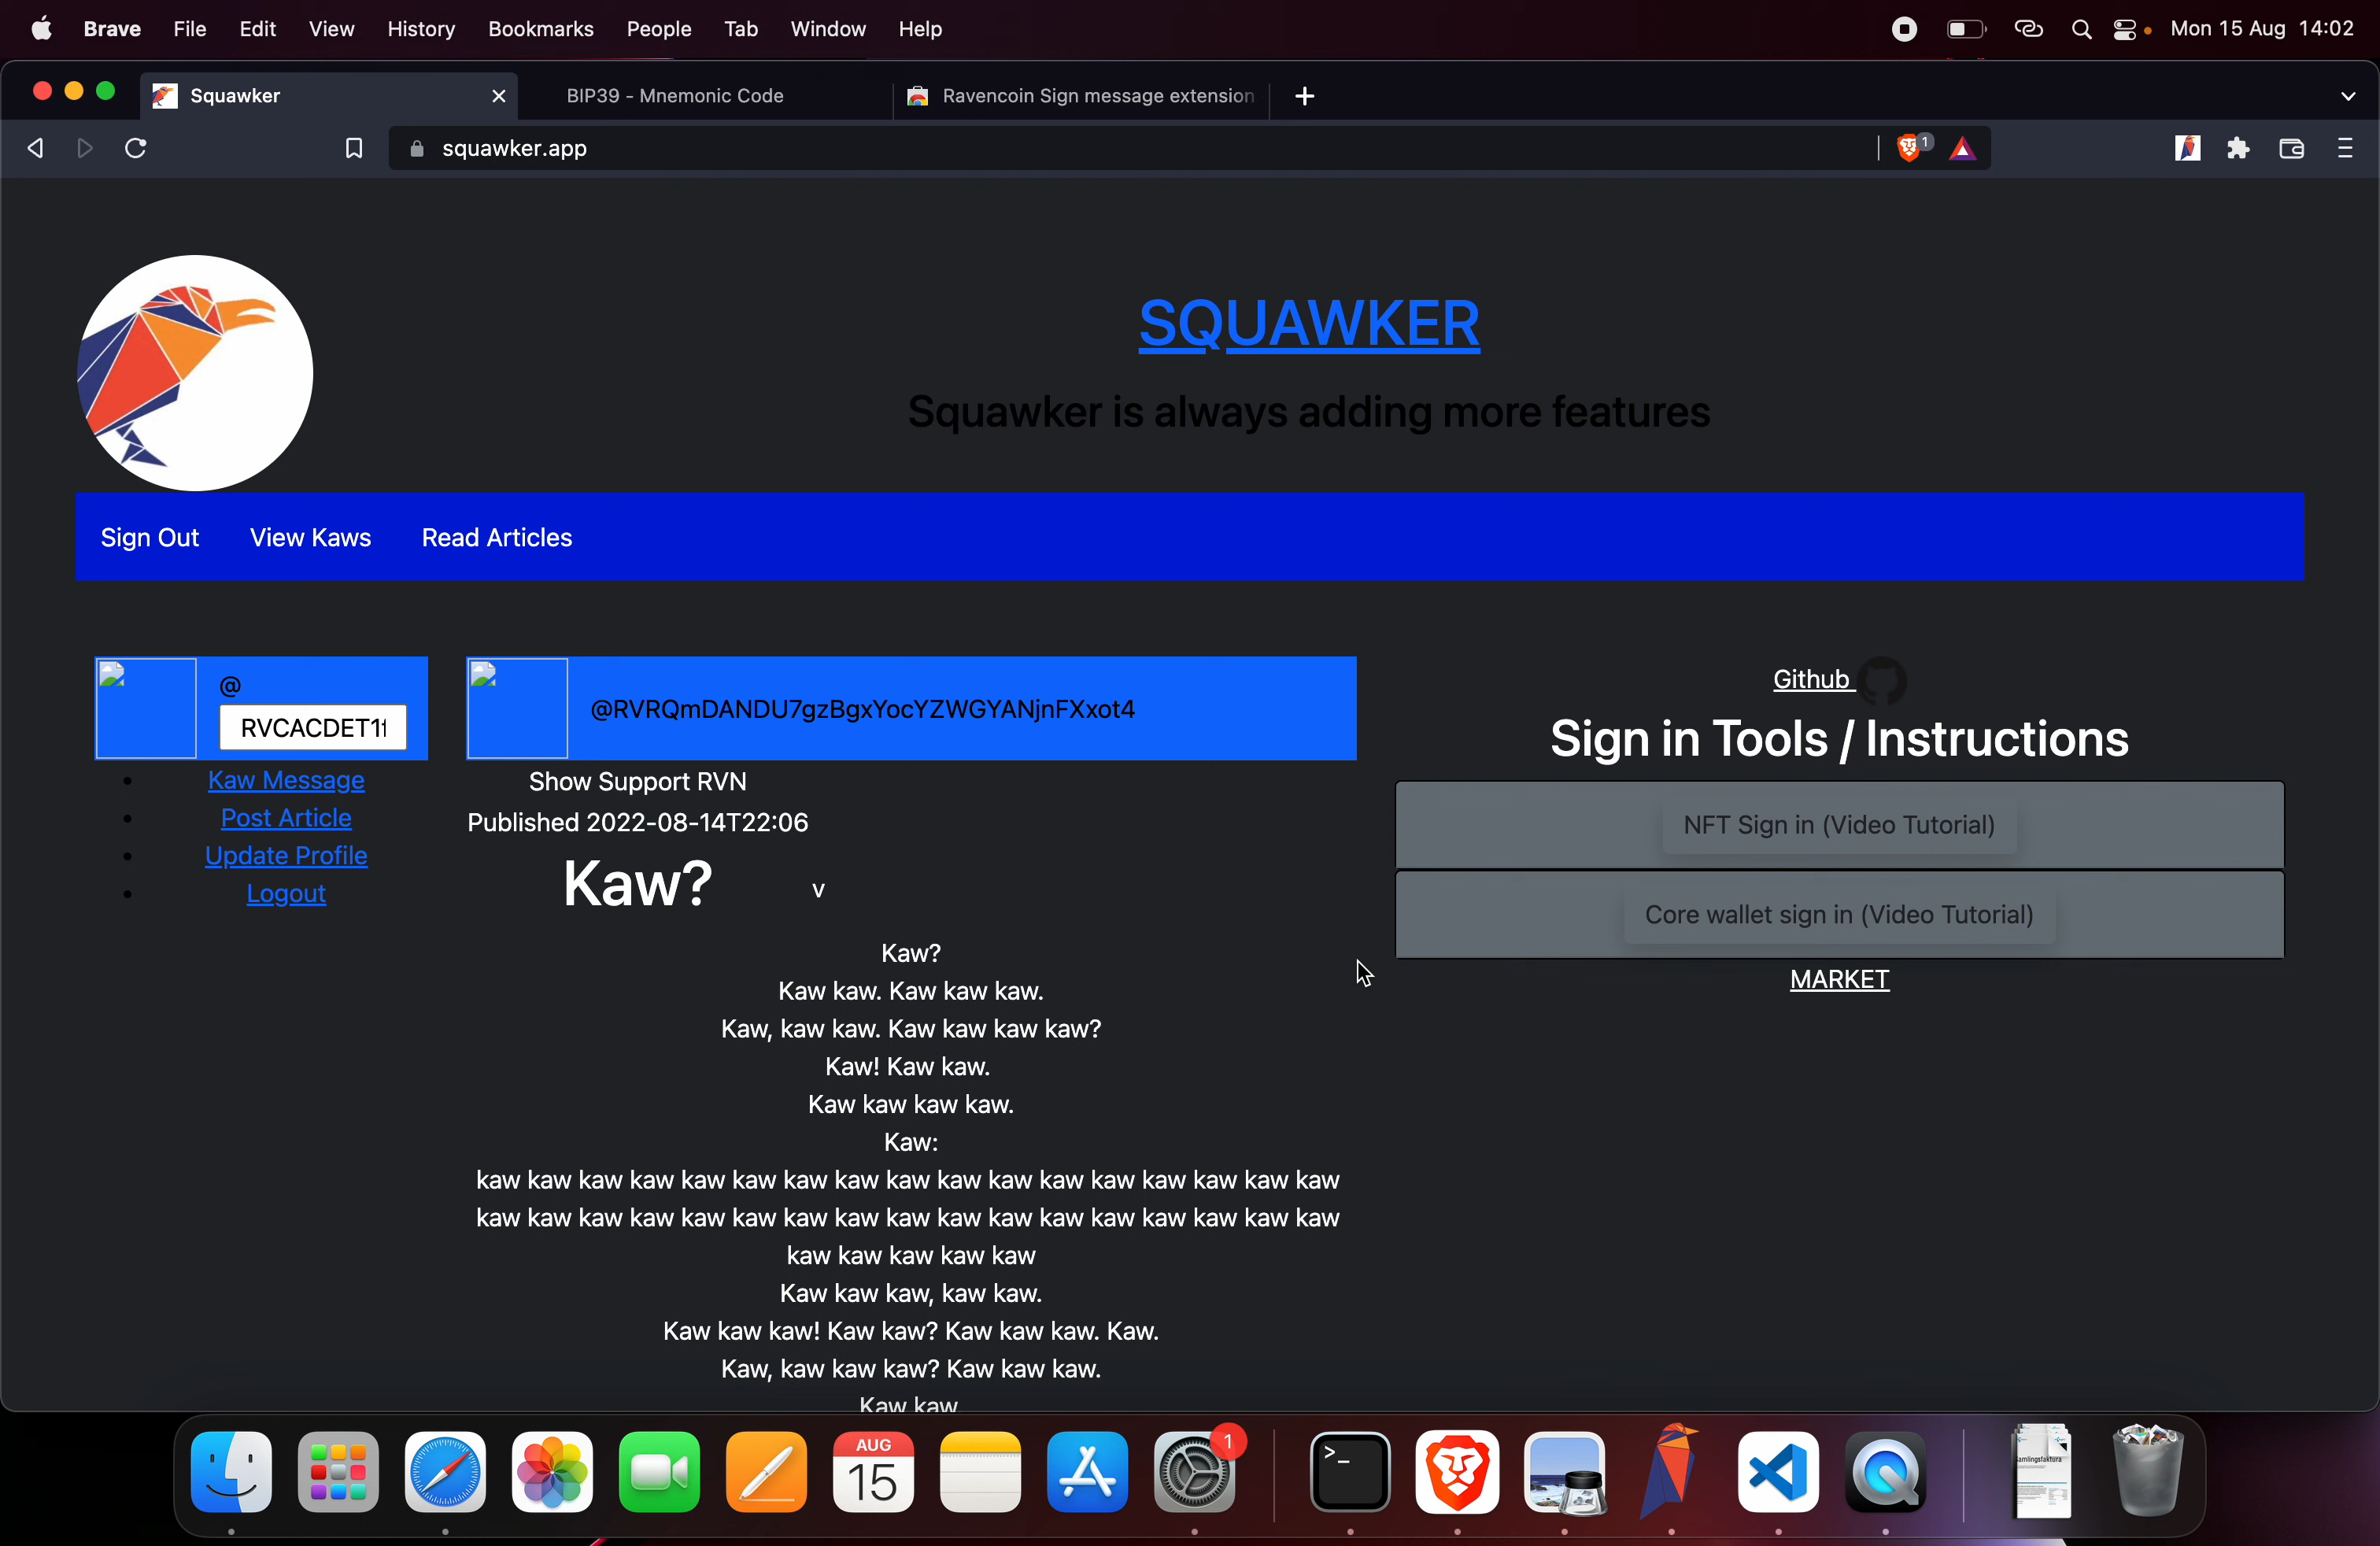 Brave File Edit View History Bookmarks People Tab Window Help Mon 15 Aug 14:02
Squawker BIP39 - Mnemonic Code Ravencoin Sign message extension
squawker.app 1
SQUAWKER
Squawker is always adding more features
Sign Out View Kaws Read Articles
@
RVCACDET1
Kaw Message
Post Article
Update Profile
Logout
@RVRQmDANDU7gzBgxYocYZWGYANjnFXxot4
Show Support RVN
Published 2022-08-14T22:06
Kaw? v
Kaw?
Kaw kaw. Kaw kaw kaw.
Kaw, kaw kaw. Kaw kaw kaw kaw?
Kaw! Kaw kaw.
Kaw kaw kaw kaw.
Kaw:
kaw kaw kaw kaw kaw kaw kaw kaw kaw kaw kaw kaw kaw kaw kaw kaw kaw
kaw kaw kaw kaw kaw kaw kaw kaw kaw kaw kaw kaw kaw kaw kaw kaw kaw
kaw kaw kaw kaw kaw
Kaw kaw kaw, kaw kaw.
Kaw kaw kaw! Kaw kaw? Kaw kaw kaw. Kaw.
Kaw, kaw kaw kaw? Kaw kaw kaw.
Kaw kaw
Github
Sign in Tools / Instructions
NFT Sign in (Video Tutorial)
Core wallet sign in (Video Tutorial)
MARKET
AUG
15
1
>_
amlingsfaktura